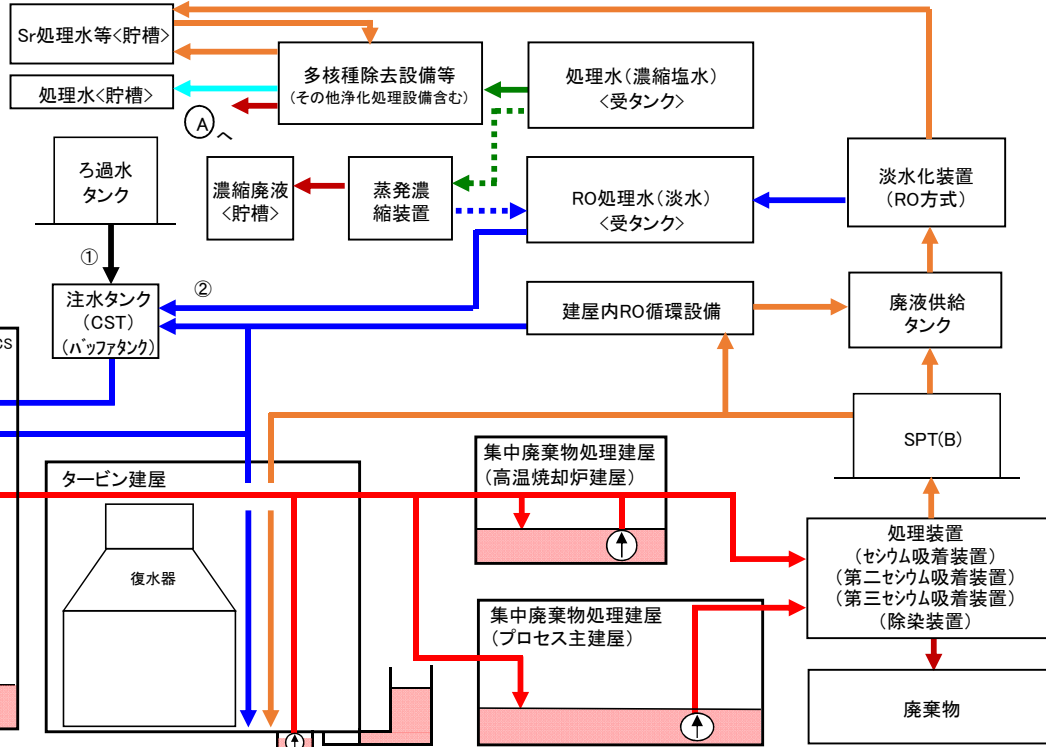 Sr処理水等<貯槽>
処理水<貯槽>
多核種除去設備等
(その他浄化処理設備含む)
処理水(濃縮塩水)
<受タンク>
A
へ
ろ過水
タンク
濃縮廃液
<貯槽>
蒸発濃
縮装置
RO処理水(淡水)
<受タンク>
淡水化装置
(RO方式)
①
②
注水タンク
(CST)
(バッファタンク)
建屋内RO循環設備
廃液供給
タンク
CS
SPT(B)
タービン建屋
復水器
集中廃棄物処理建屋
(高温焼却炉建屋)
集中廃棄物処理建屋
(プロセス主建屋)
処理装置
(セシウム吸着装置)
(第二セシウム吸着装置)
(第三セシウム吸着装置)
(除染装置)
廃棄物